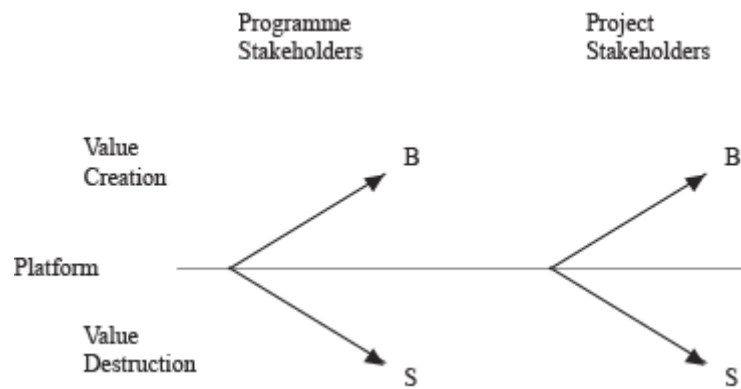 Programme
Stakeholders
Project
Stakeholders
Value
Creation
B
B
Platform
Value
Destruction
S
S